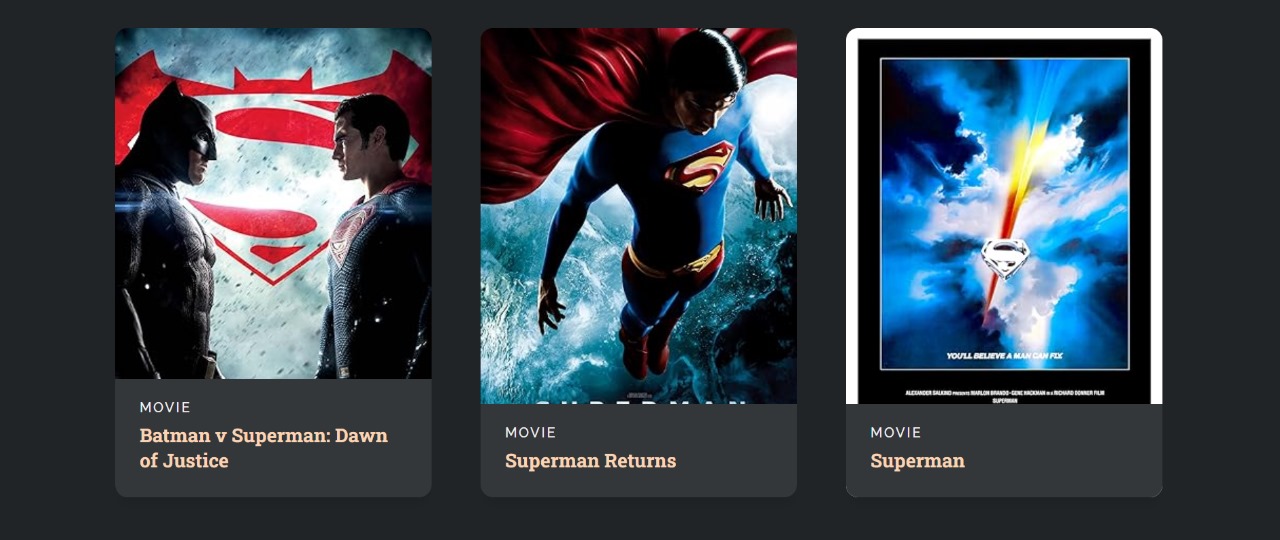 YOU'LL BELIEVE A MAN CAN FLY.
ALEXANDER SALKIND PRESENTS MARLON BRANDO · GENE HACKMAN IN A RICHARD DONNER FILM
SUPERMAN
SUPERMAN
MOVIE
Batman v Superman: Dawn
of Justice
MOVIE
Superman Returns
MOVIE
Superman